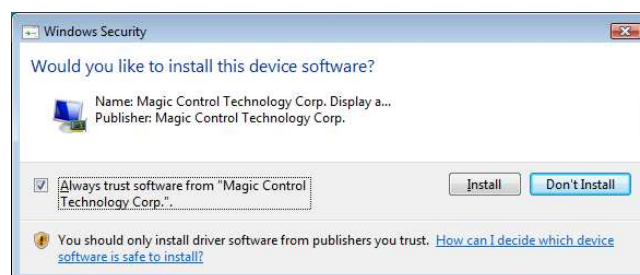 Windows Security
Would you like to install this device software?
Name: Magic Control Technology Corp. Display a...
Publisher: Magic Control Technology Corp.
Always trust software from "Magic Control
Technology Corp.".
Install
Don't Install
You should only install driver software from publishers you trust. How can I decide which device
software is safe to install?